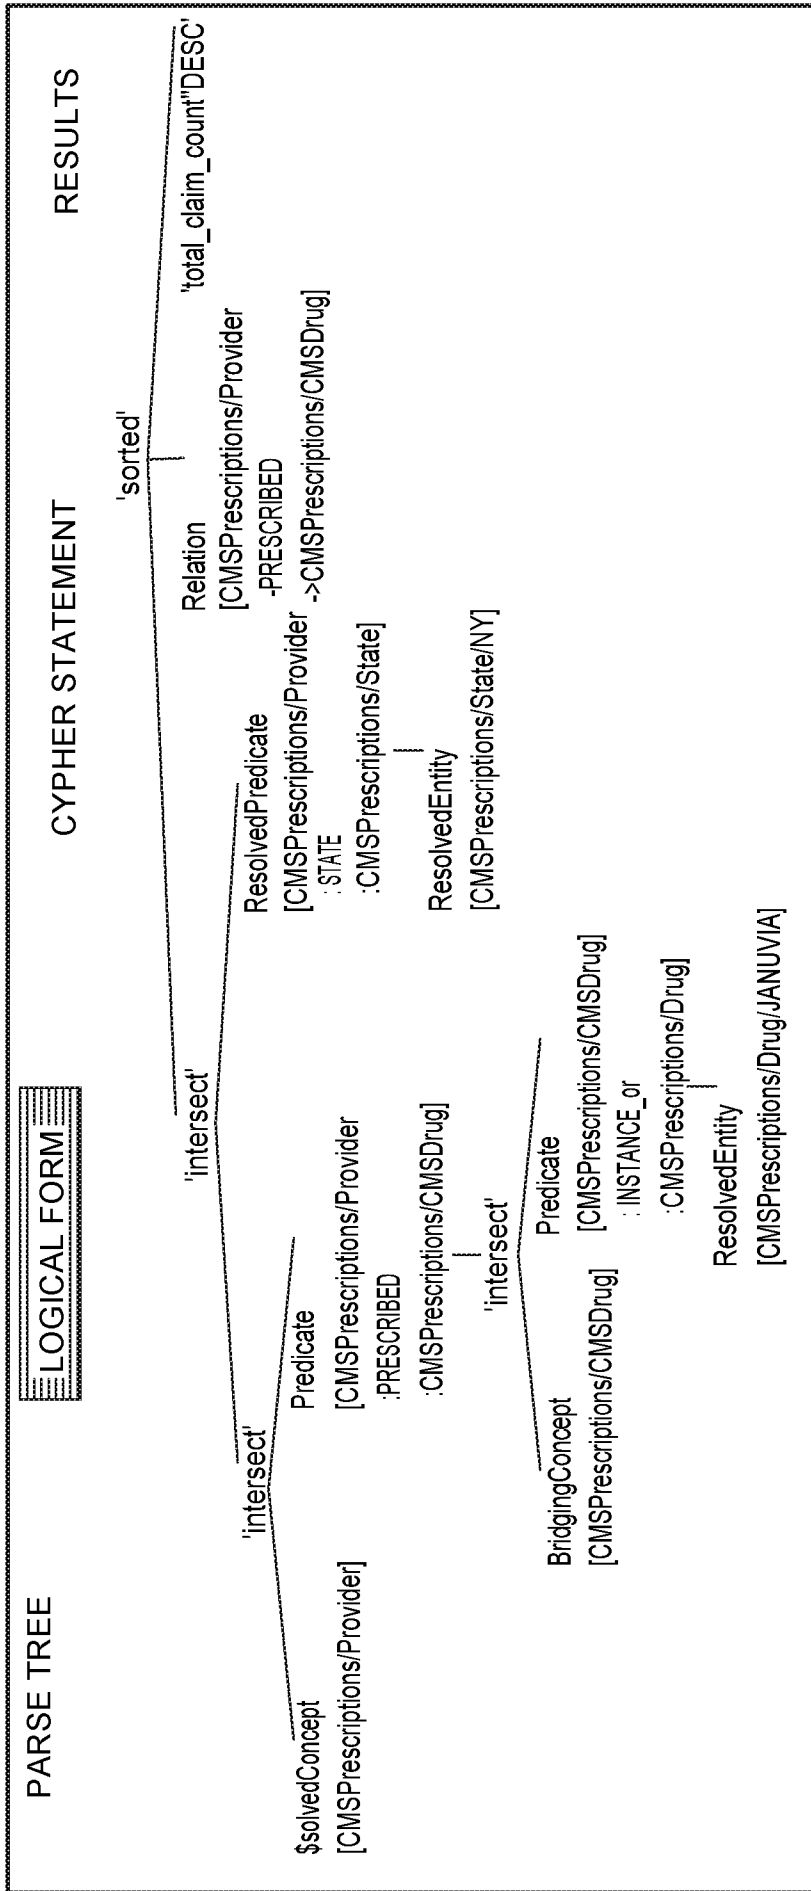 PARSE TREE
LOGICAL FORM
CYPHER STATEMENT
RESULTS
'sorted'
'intersect'
Relation
[CMSPrescriptions/Provider
-PRESCRIBED
->CMSPrescriptions/CMSDrug]
'total_claim_count"DESC'
'intersect'
ResolvedPredicate
[CMSPrescriptions/Provider
: STATE
:CMSPrescriptions/State]
ResolvedEntity
[CMSPrescriptions/State/NY]
$solvedConcept
[CMSPrescriptions/Provider]
Predicate
[CMSPrescriptions/Provider
:PRESCRIBED
:CMSPrescriptions/CMSDrug]
'intersect'
BridgingConcept
[CMSPrescriptions/CMSDrug]
Predicate
[CMSPrescriptions/CMSDrug]
: INSTANCE_or
:CMSPrescriptions/Drug]
ResolvedEntity
[CMSPrescriptions/Drug/JANUVIA]